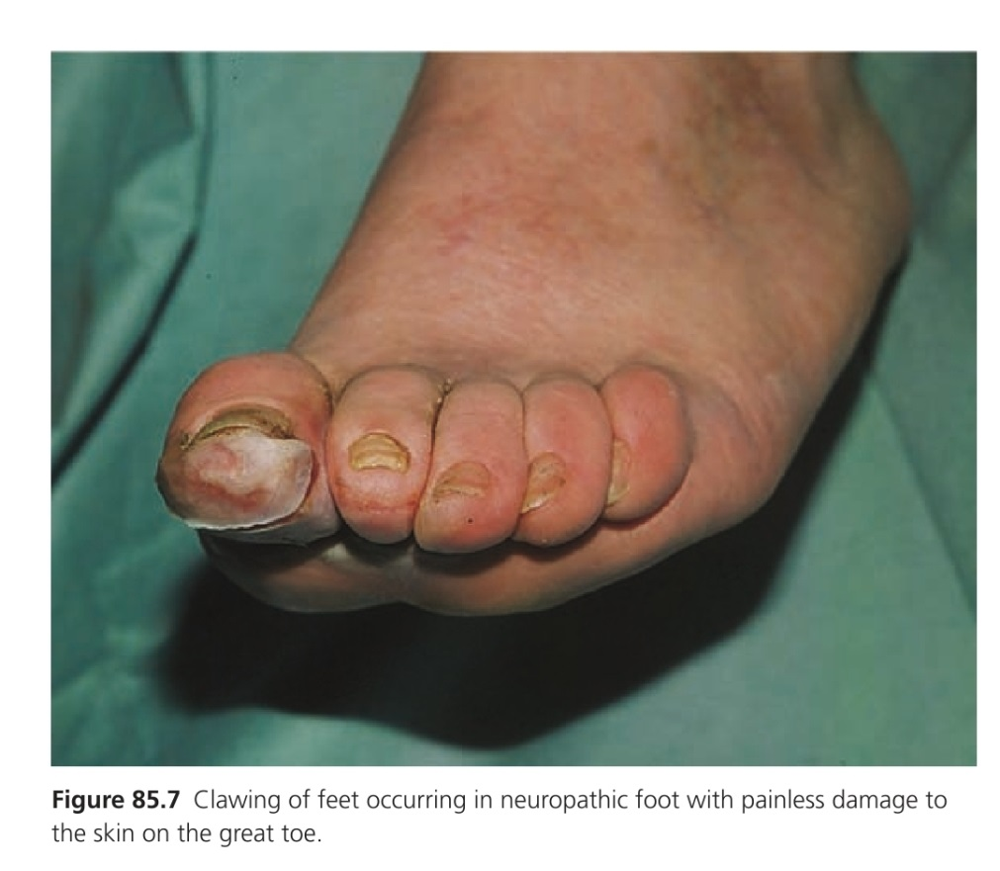 Figure 85.7 Clawing of feet occurring in neuropathic foot with painless damage to
the skin on the great toe.